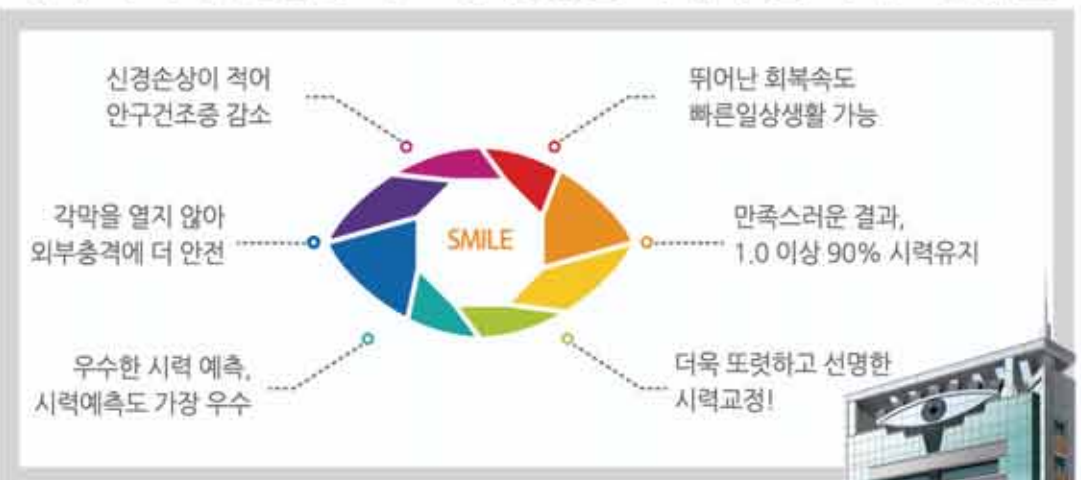 신경손상이 적어
안구건조증 감소
뛰어난 회복속도
빠른일상생활 가능
각막을 열지 않아
외부충격에 더 안전
SMILE
만족스러운 결과,
1.0 이상 90% 시력유지
우수한 시력 예측,
시력예측도 가장 우수
더욱 또렷하고 선명한
시력교정!